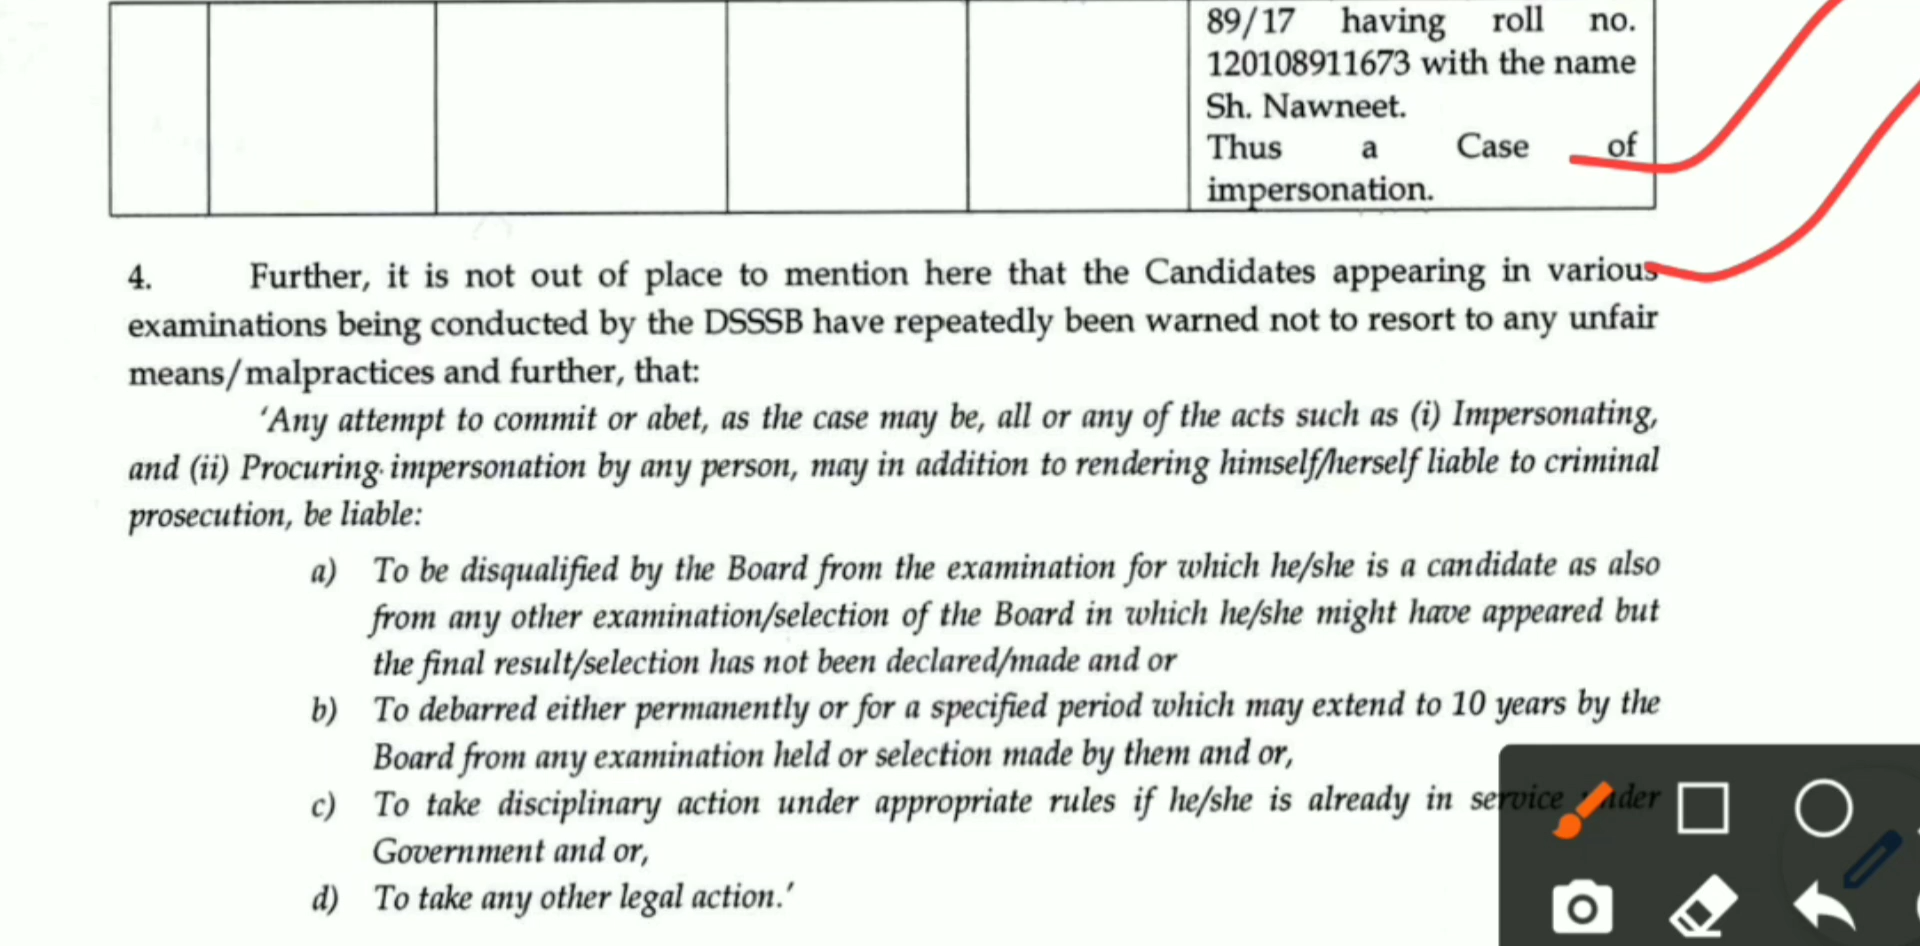 89/17 having roll no.
120108911673 with the name
Sh. Nawneet.
Thus a Case of
impersonation.
4. Further, it is not out of place to mention here that the Candidates appearing in various
examinations being conducted by the DSSSB have repeatedly been warned not to resort to any unfair
means/malpractices and further, that:
‘Any attempt to commit or abet, as the case may be, all or any of the acts such as (i) Impersonating,
and (ii) Procuring impersonation by any person, may in addition to rendering himself/herself liable to criminal
prosecution, be liable:
a) To be disqualified by the Board from the examination for which he/she is a candidate as also
from any other examination/selection of the Board in which he/she might have appeared but
the final result/selection has not been declared/made and or
b) To debarred either permanently or for a specified period which may extend to 10 years by the
Board from any examination held or selection made by them and or,
c) To take disciplinary action under appropriate rules if he/she is already in service under
Government and or,
d) To take any other legal action.’